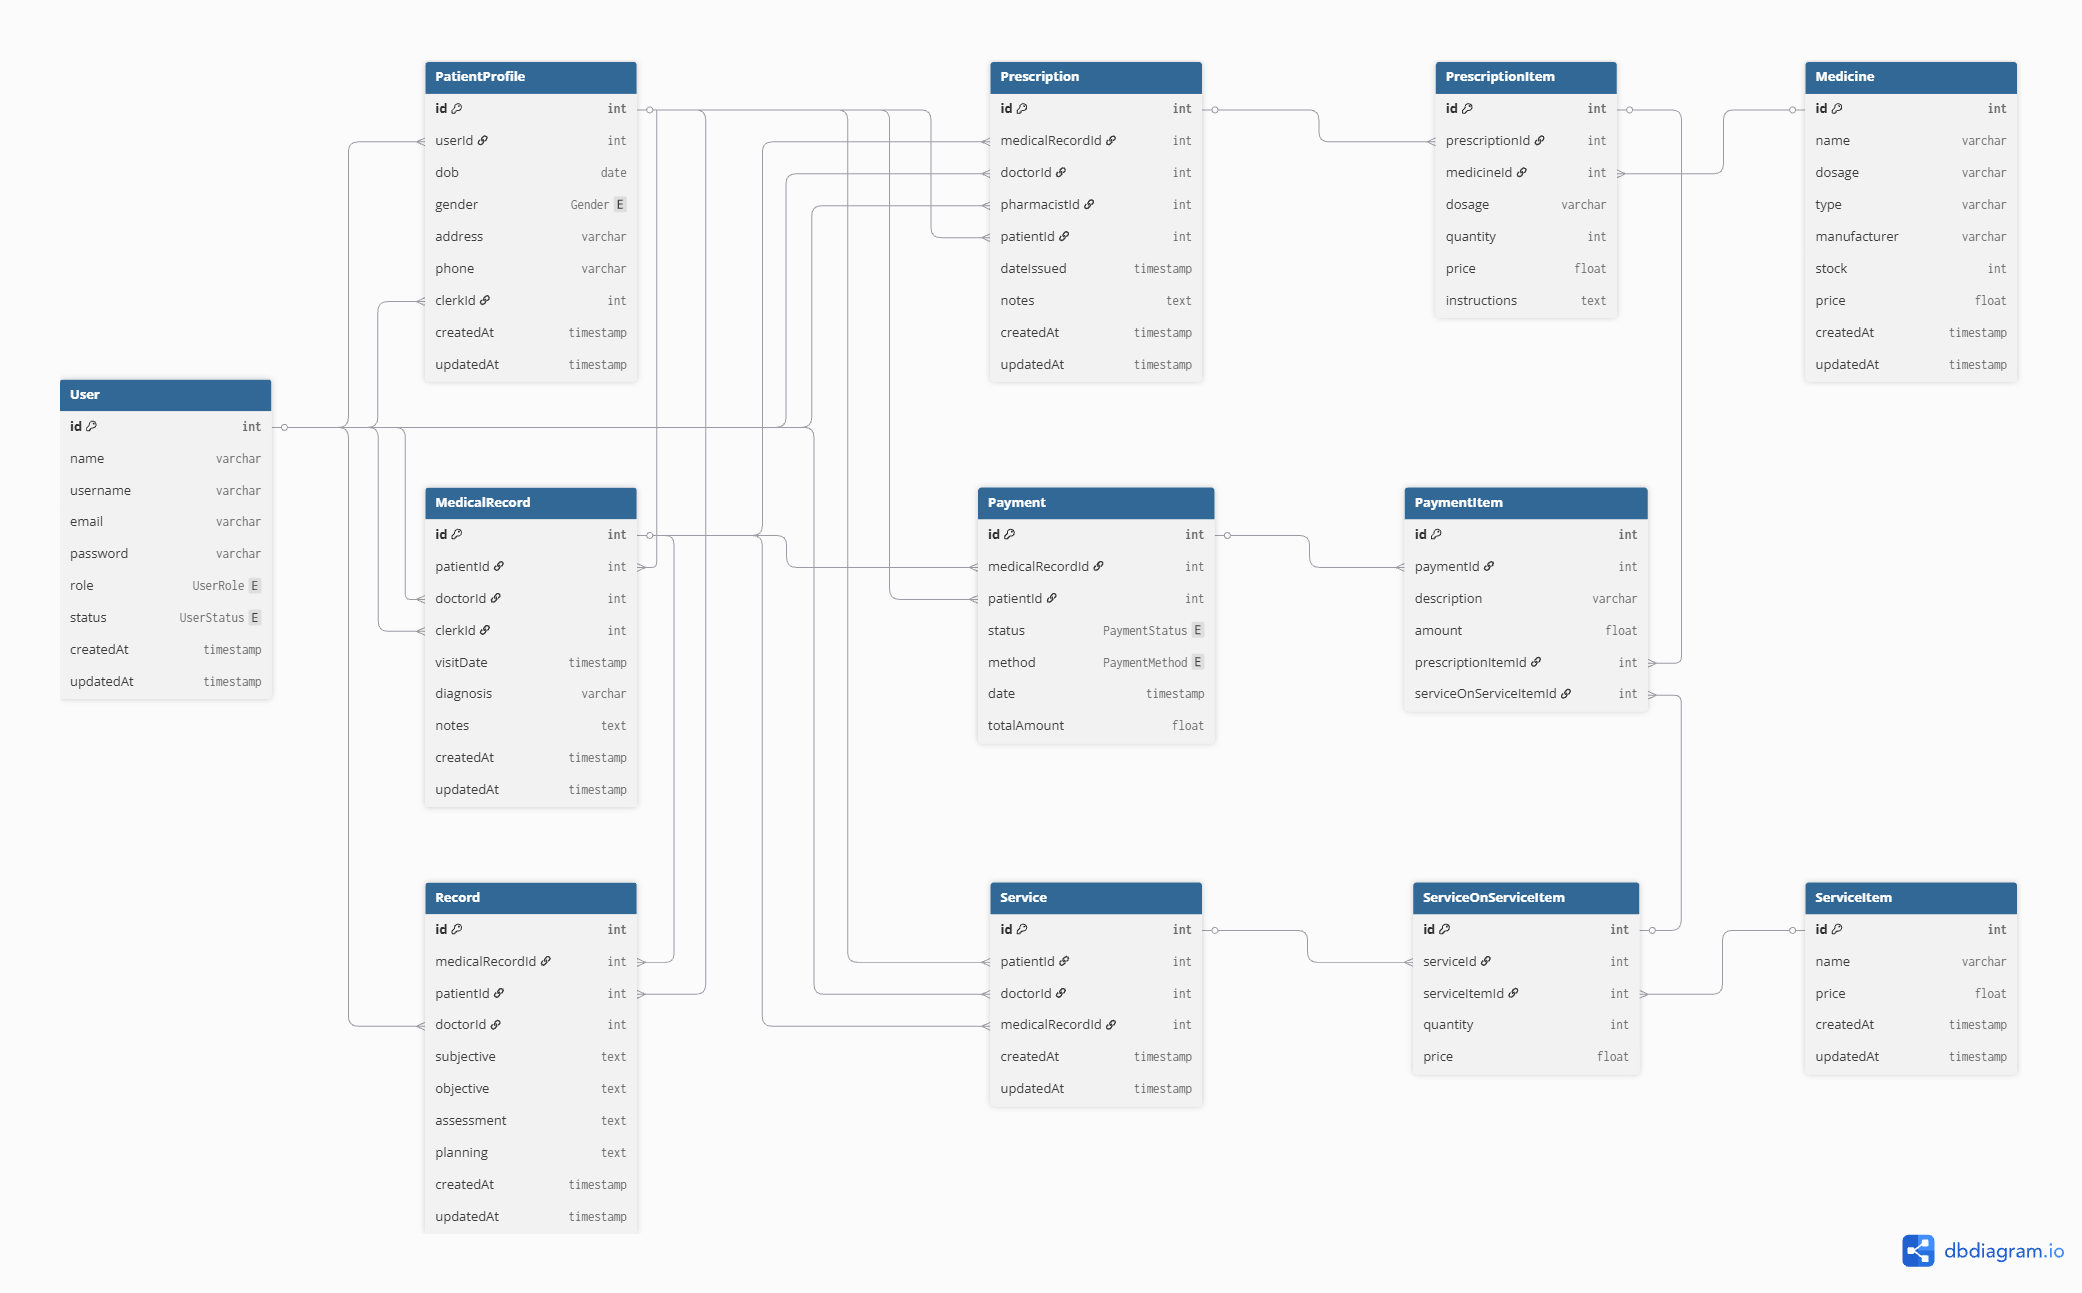 PatientProfile
id int
userId int
dob date
gender Gender E
address varchar
phone varchar
clerkId int
createdAt timestamp
updatedAt timestamp
Prescription
id int
medicalRecordId int
doctorId int
pharmacistId int
patientId int
dateIssued timestamp
notes text
createdAt timestamp
updatedAt timestamp
PrescriptionItem
id int
prescriptionId int
medicineId int
dosage varchar
quantity int
price float
instructions text
Medicine
id int
name varchar
dosage varchar
type varchar
manufacturer varchar
stock int
price float
createdAt timestamp
updatedAt timestamp
User
id int
name varchar
username varchar
email varchar
password varchar
role UserRole E
status UserStatus E
createdAt timestamp
updatedAt timestamp
MedicalRecord
id int
patientId int
doctorId int
clerkId int
visitDate timestamp
diagnosis varchar
notes text
createdAt timestamp
updatedAt timestamp
Payment
id int
medicalRecordId int
patientId int
status PaymentStatus E
method PaymentMethod E
date timestamp
totalAmount float
PaymentItem
id int
paymentId int
description varchar
amount float
prescriptionItemId int
serviceOnServiceItemId int
Record
id int
medicalRecordId int
patientId int
doctorId int
subjective text
objective text
assessment text
planning text
createdAt timestamp
updatedAt timestamp
Service
id int
patientId int
doctorId int
medicalRecordId int
createdAt timestamp
updatedAt timestamp
ServiceOnServiceItem
id int
serviceId int
serviceItemId int
quantity int
price float
ServiceItem
id int
name varchar
price float
createdAt timestamp
updatedAt timestamp
dbdiagram.io